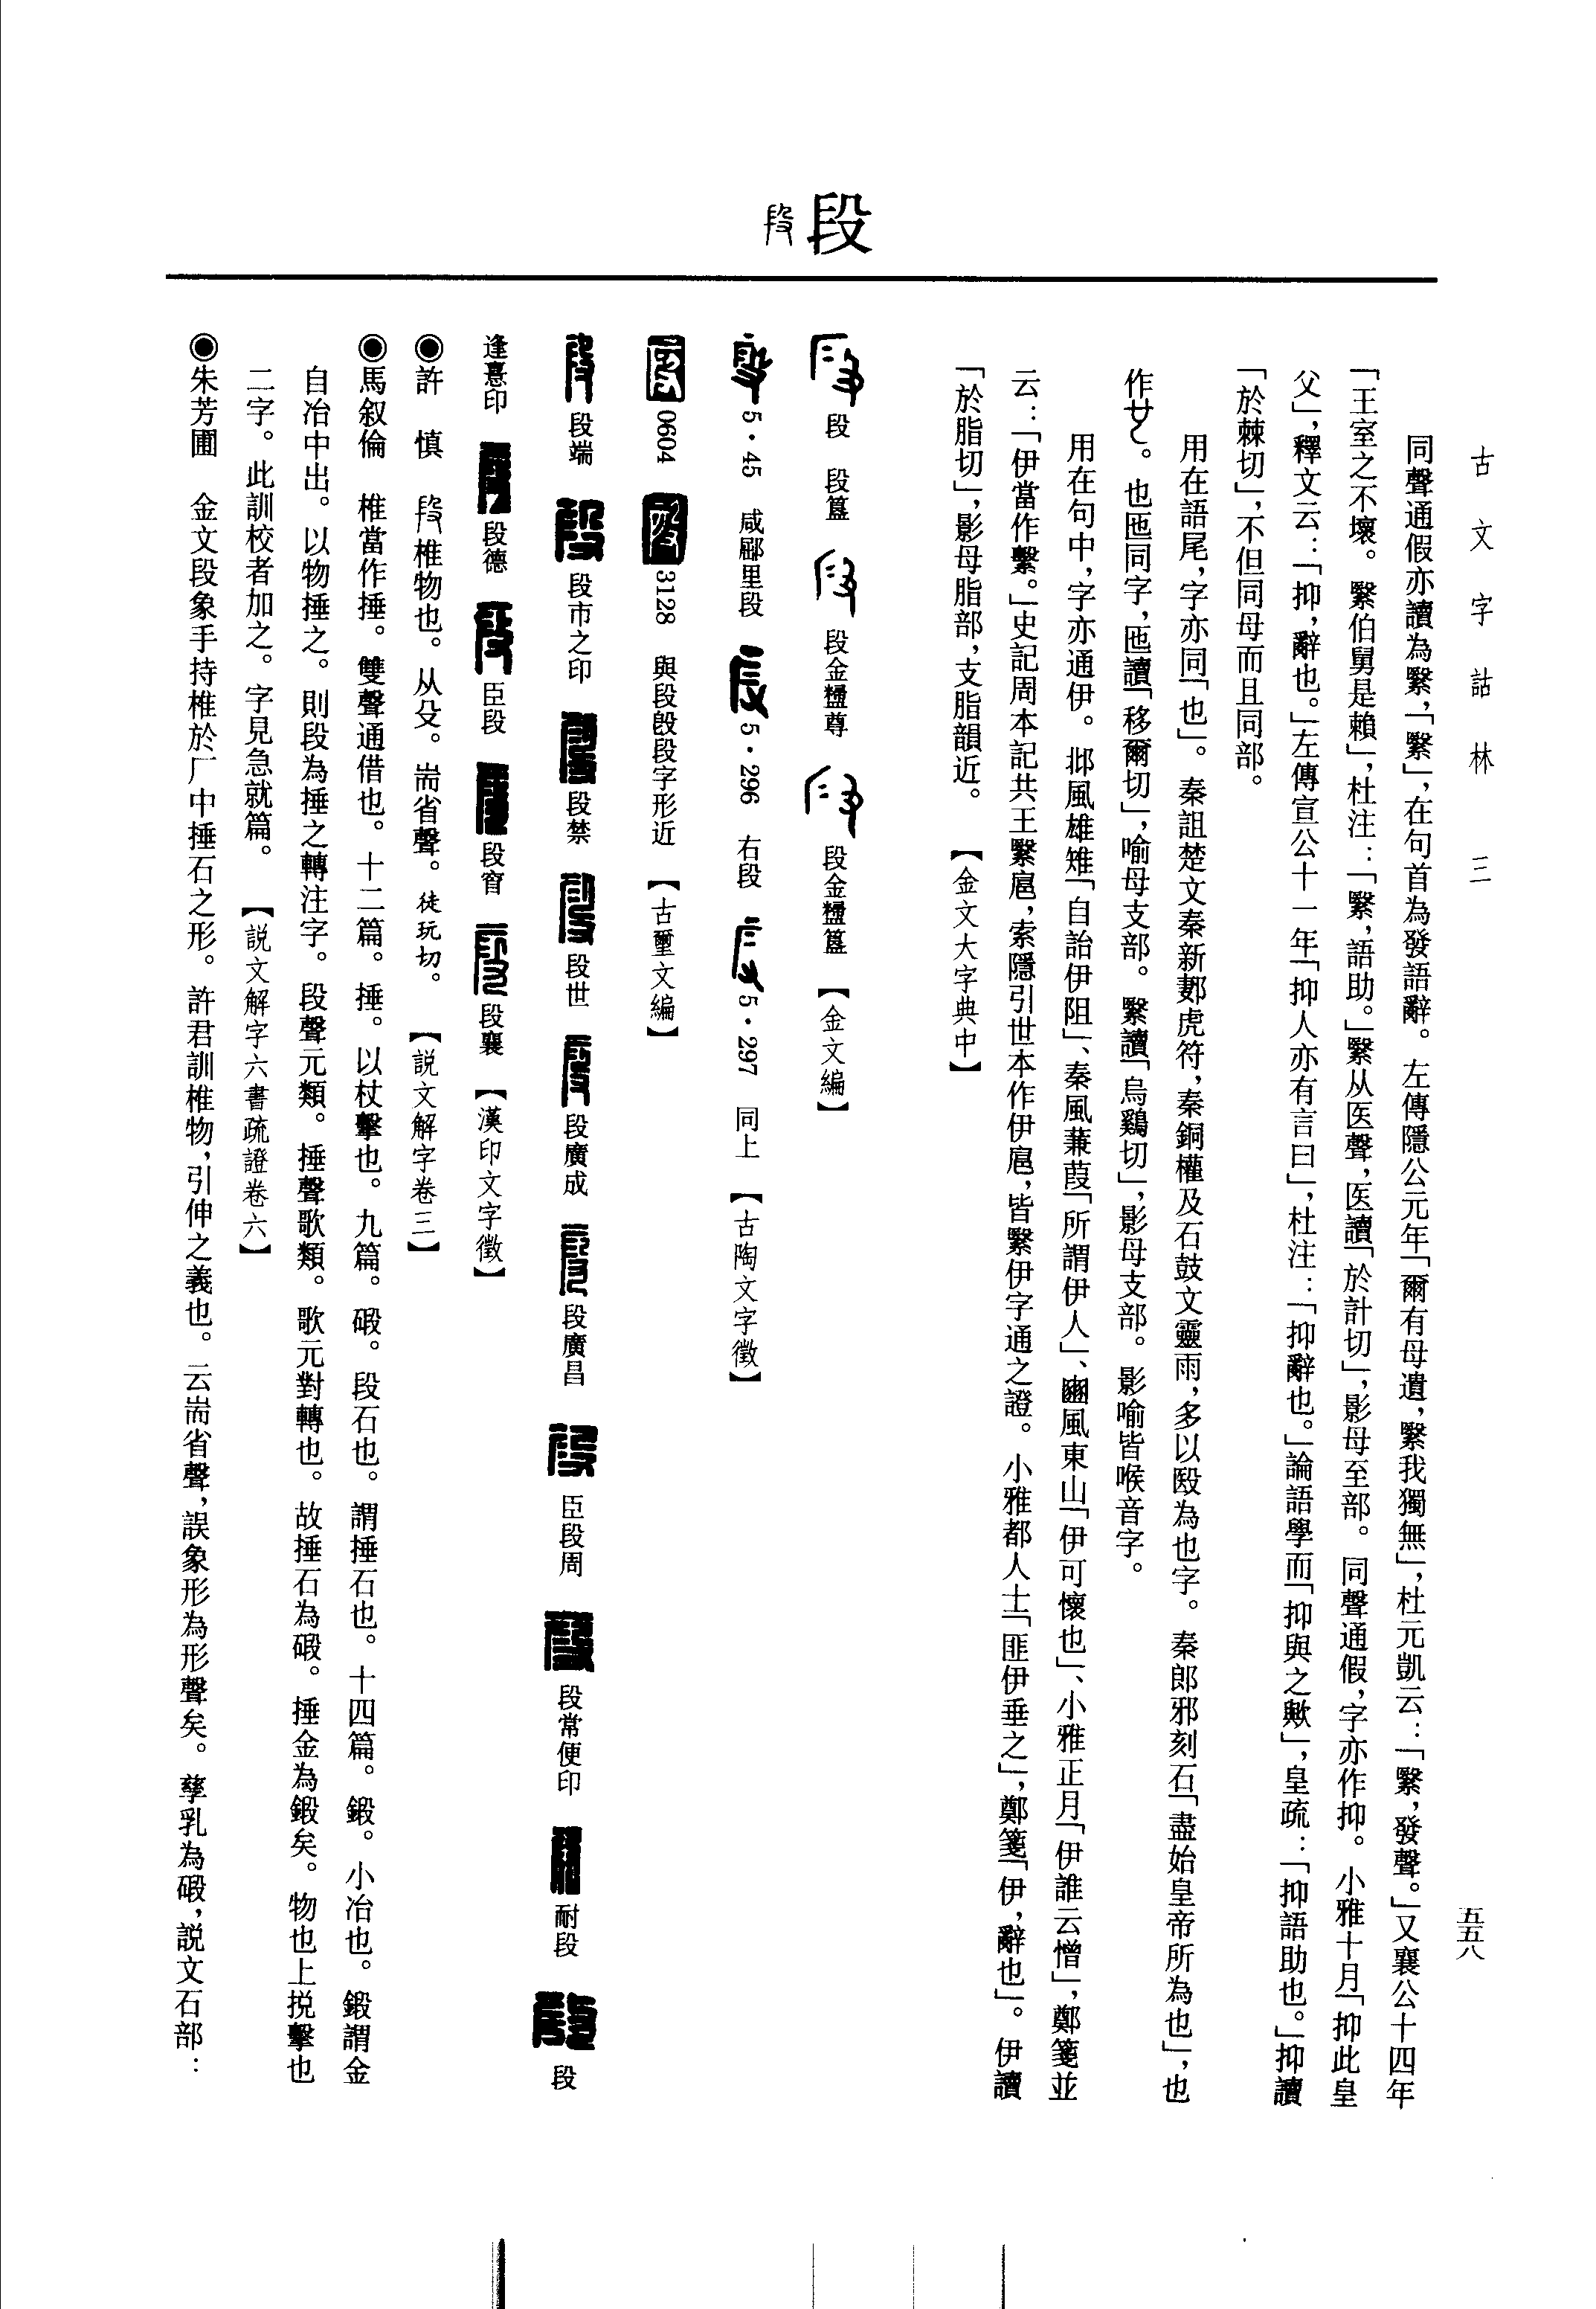 古文字詁林 三
五五八
段
同聲通假亦讀為繄,「繄」,在句首為發語辭。左傳隱公元年「爾有母遺,繄我獨無」,杜元凱云:「繄,發聲。」又襄公十四年
「王室之不壞。繄伯舅是賴」,杜注:「繄,語助。」繄从医聲,医讀「於計切」,影母至部。同聲通假,字亦作抑。小雅十月「抑此皇
父」,釋文云:「抑,辭也。」左傳宣公十一年「抑人亦有言曰」,杜注:「抑辭也。」論語學而「抑與之歟」,皇疏:「抑語助也。」抑讀
「於棘切」,不但同母而且同部。
用在語尾,字亦同「也」。秦詛楚文秦新郪虎符,秦銅權及石鼓文靈雨,多以殹為也字。秦郎邪刻石「盡始皇帝所為也」,也
作。也匜同字,匜讀「移爾切」,喻母支部。繄讀「烏鷄切」,影母支部。影喻皆喉音字。
用在句中,字亦通伊。邶風雄雉「自詒伊阻」、秦風蒹葭「所謂伊人」、豳風東山「伊可懷也」、小雅正月「伊誰云憎」,鄭箋並
云:「伊當作繄。」史記周本記共王繄扈,索隱引世本作伊扈,皆繄伊字通之證。小雅都人士「匪伊垂之」,鄭箋「伊,辭也」。伊讀
「於脂切」,影母脂部,支脂韻近。【金文大字典中】
段 段簋 段金𨤲尊 段金𨤲簋 【金文編】
5·45 咸郿里段 5·296 右段 5·297 同上 【古陶文字徵】
0604 3128 與段𣪘段字形近 【古璽文編】
段端 段市之印 段禁 段世 段廣成 段廣昌 臣段周 段常便印 耐段 段
逢憙印 段德 臣段 段窅 段襄 【漢印文字徵】
◉許 慎 段椎物也。从殳。耑省聲。徒玩切。【説文解字卷三】
◉馬叙倫 椎當作捶。雙聲通借也。十二篇。捶。以杖擊也。九篇。碫。段石也。謂捶石也。十四篇。鍛。小冶也。鍛謂金
自冶中出。以物捶之。則段為捶之轉注字。段聲元類。捶聲歌類。歌元對轉也。故捶石為碫。捶金為鍛矣。物也上捝擊也
二字。此訓校者加之。字見急就篇。【説文解字六書疏證卷六】
◉朱芳圃 金文段象手持椎於厂中捶石之形。許君訓椎物,引伸之義也。云耑省聲,誤象形為形聲矣。孳乳為碫,説文石部: